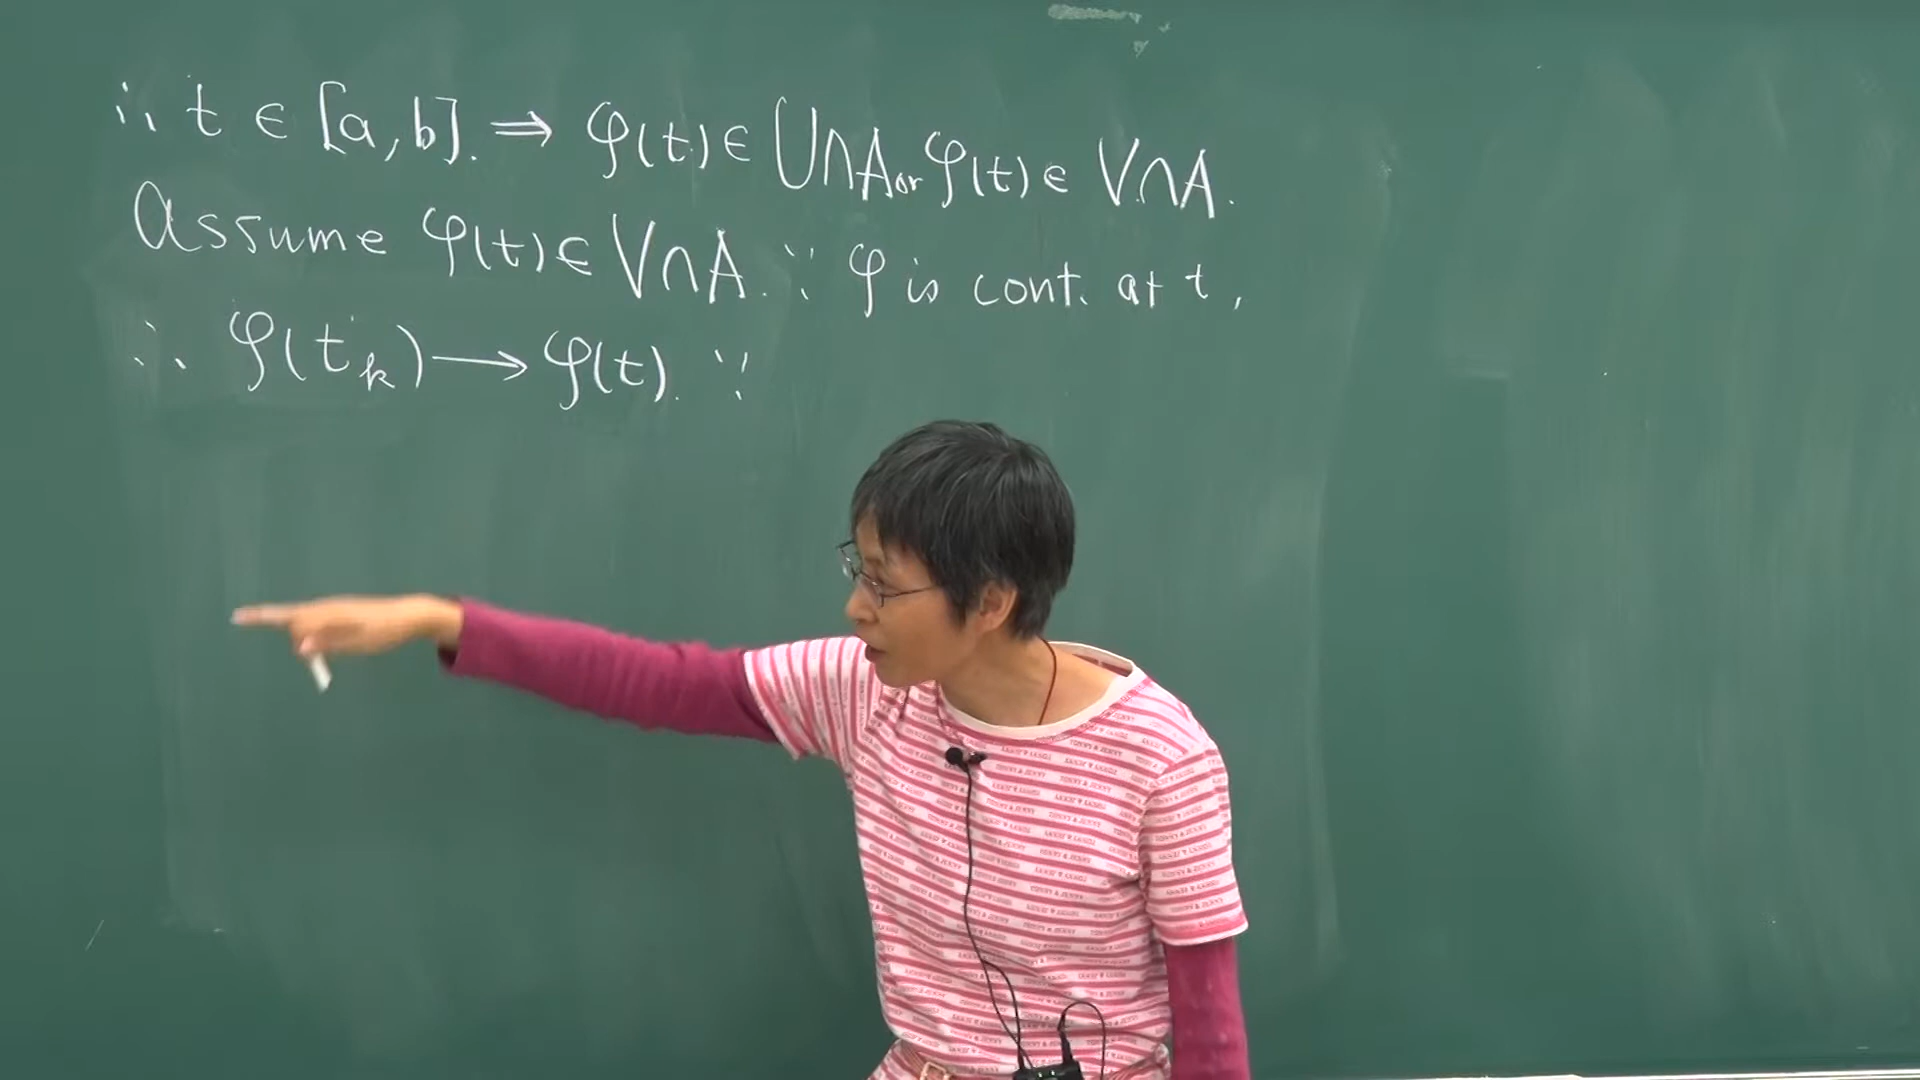 ∴ t ∈ [a,b]. ⇒ φ(t) ∈ U∩A or φ(t) ∈ V∩A.
Assume φ(t) ∈ V∩A. ∵ φ is cont. at t,
∴ φ(t_k) → φ(t). ∵